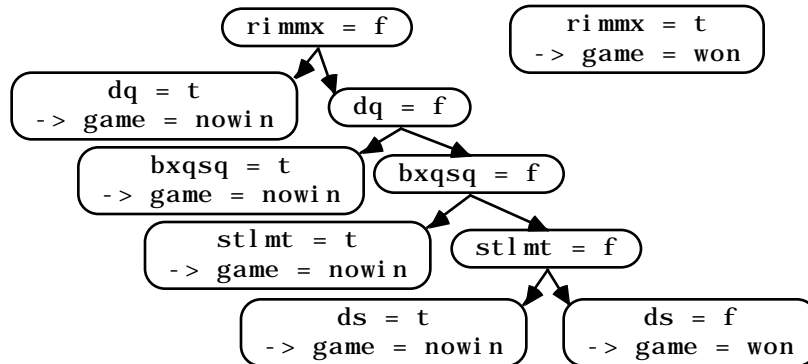 rimmx = f
rimmx = t
-> game = won
dq = t
-> game = nowin
dq = f
bxqsq = t
-> game = nowin
bxqsq = f
stlmt = t
-> game = nowin
stlmt = f
ds = t
-> game = nowin
ds = f
-> game = won